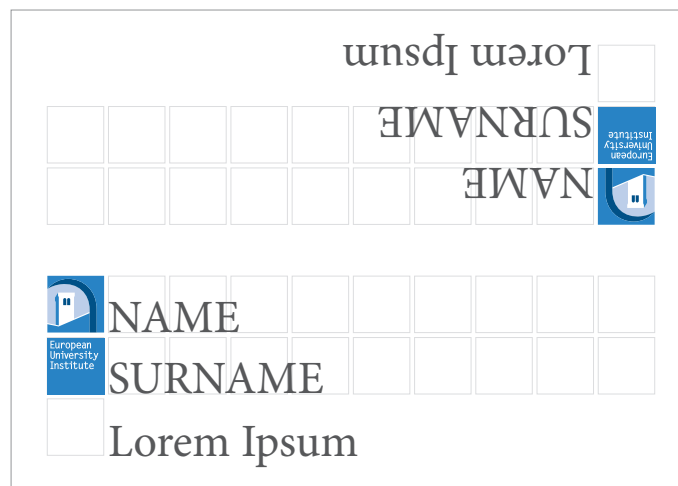 Lorem Ipsum
SURNAME
NAME
European
University
Institute
NAME
European
University
Institute
SURNAME
Lorem Ipsum